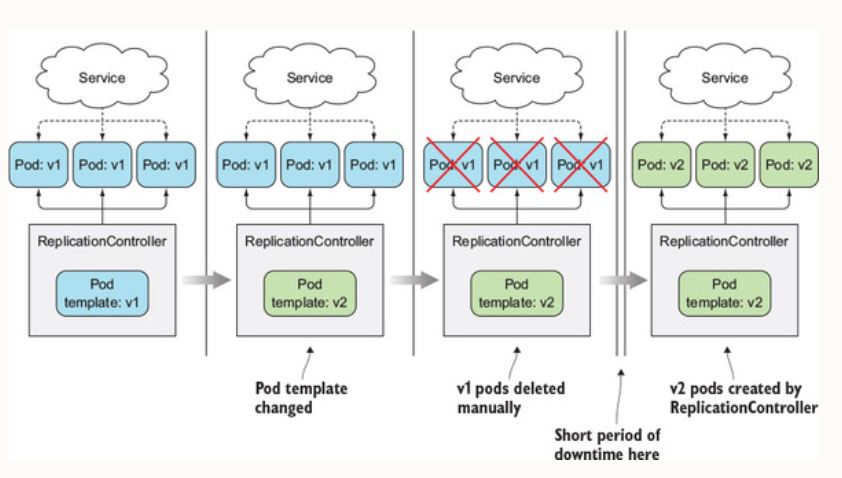 Service
Service
Service
Service
Pod: v1
Pod: v1
Pod: v1
Pod: v1
Pod: v1
Pod: v1
Pod: v1
Pod: v1
Pod: v1
Pod: v2
Pod: v2
Pod: v2
ReplicationController
ReplicationController
ReplicationController
ReplicationController
Pod
template: v1
Pod
template: v2
Pod
template: v2
Pod
template: v2
Pod template
changed
v1 pods deleted
manually
v2 pods created by
ReplicationController
Short period of
downtime here